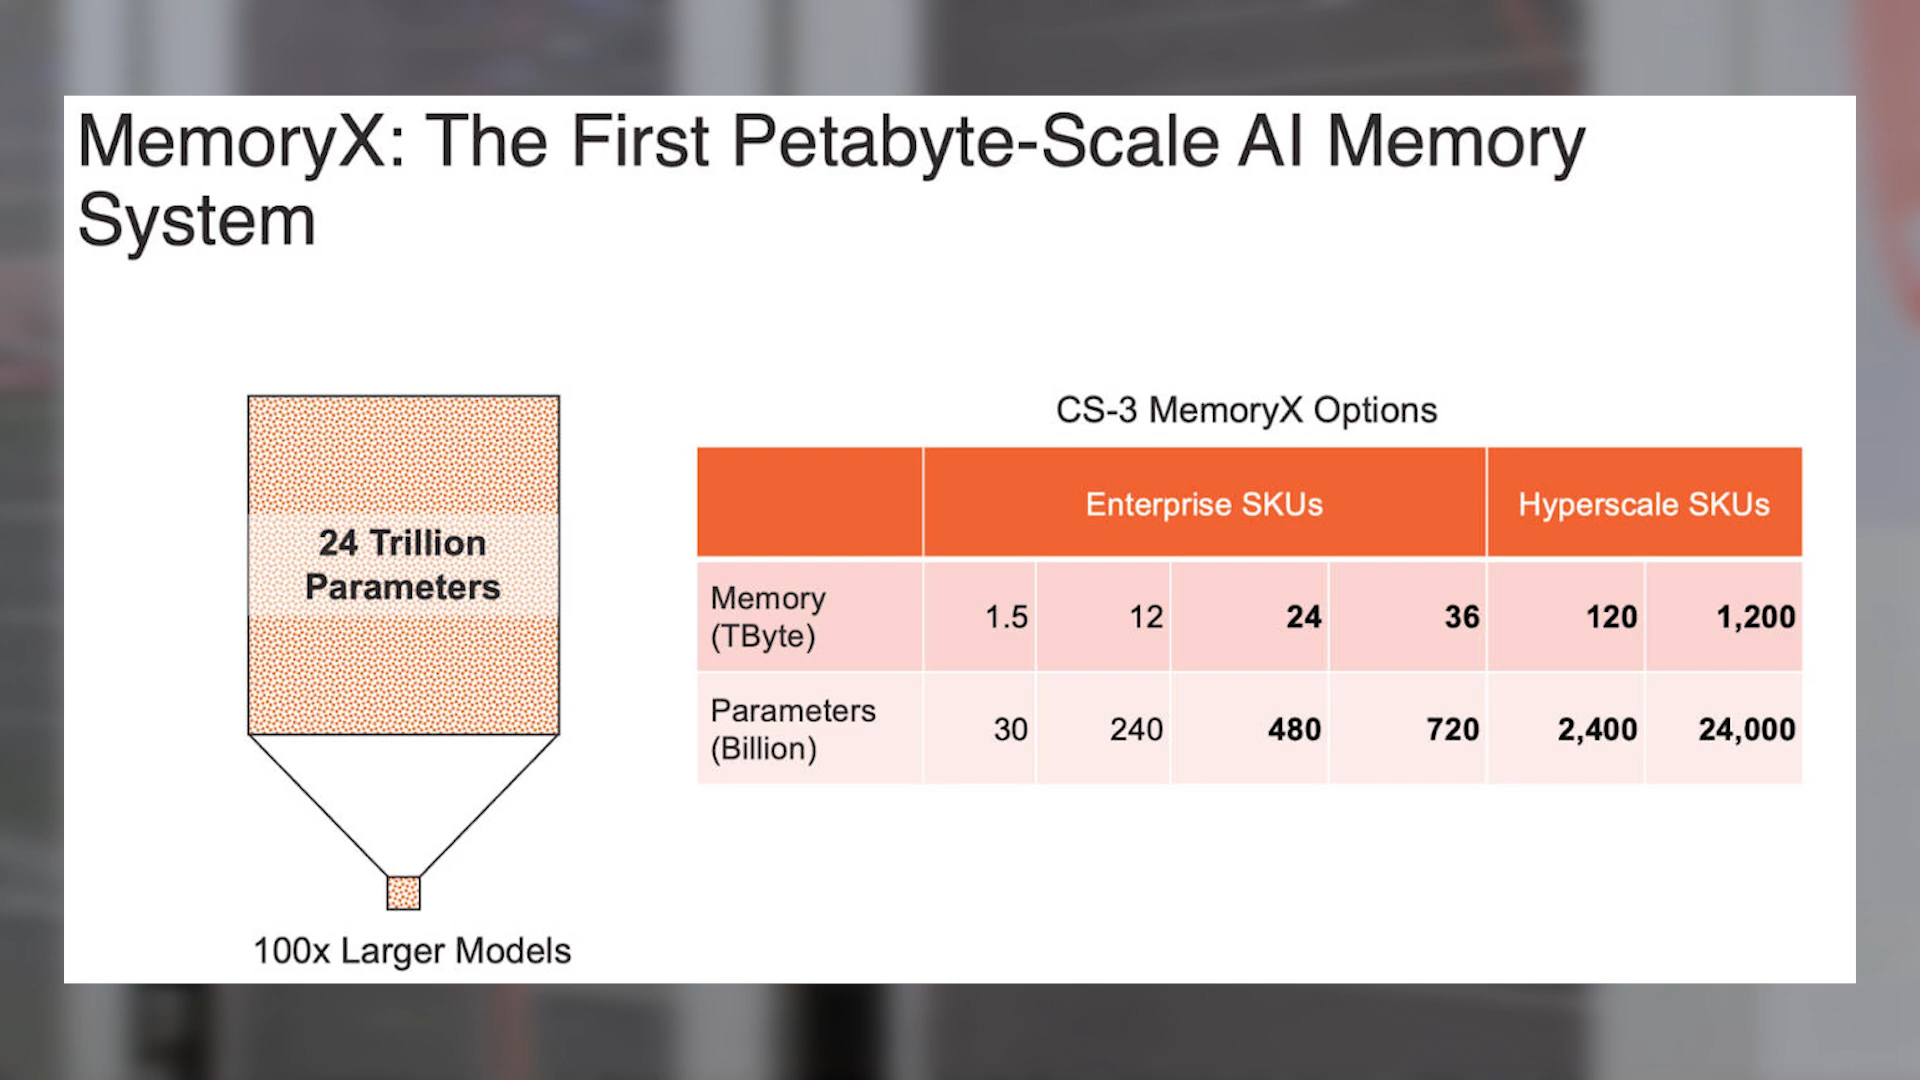 MemoryX: The First Petabyte-Scale AI Memory
System
24 Trillion
Parameters
100x Larger Models
CS-3 MemoryX Options
Enterprise SKUs Hyperscale SKUs
Memory
(TByte) 1.5 12 24 36 120 1,200
Parameters
(Billion) 30 240 480 720 2,400 24,000